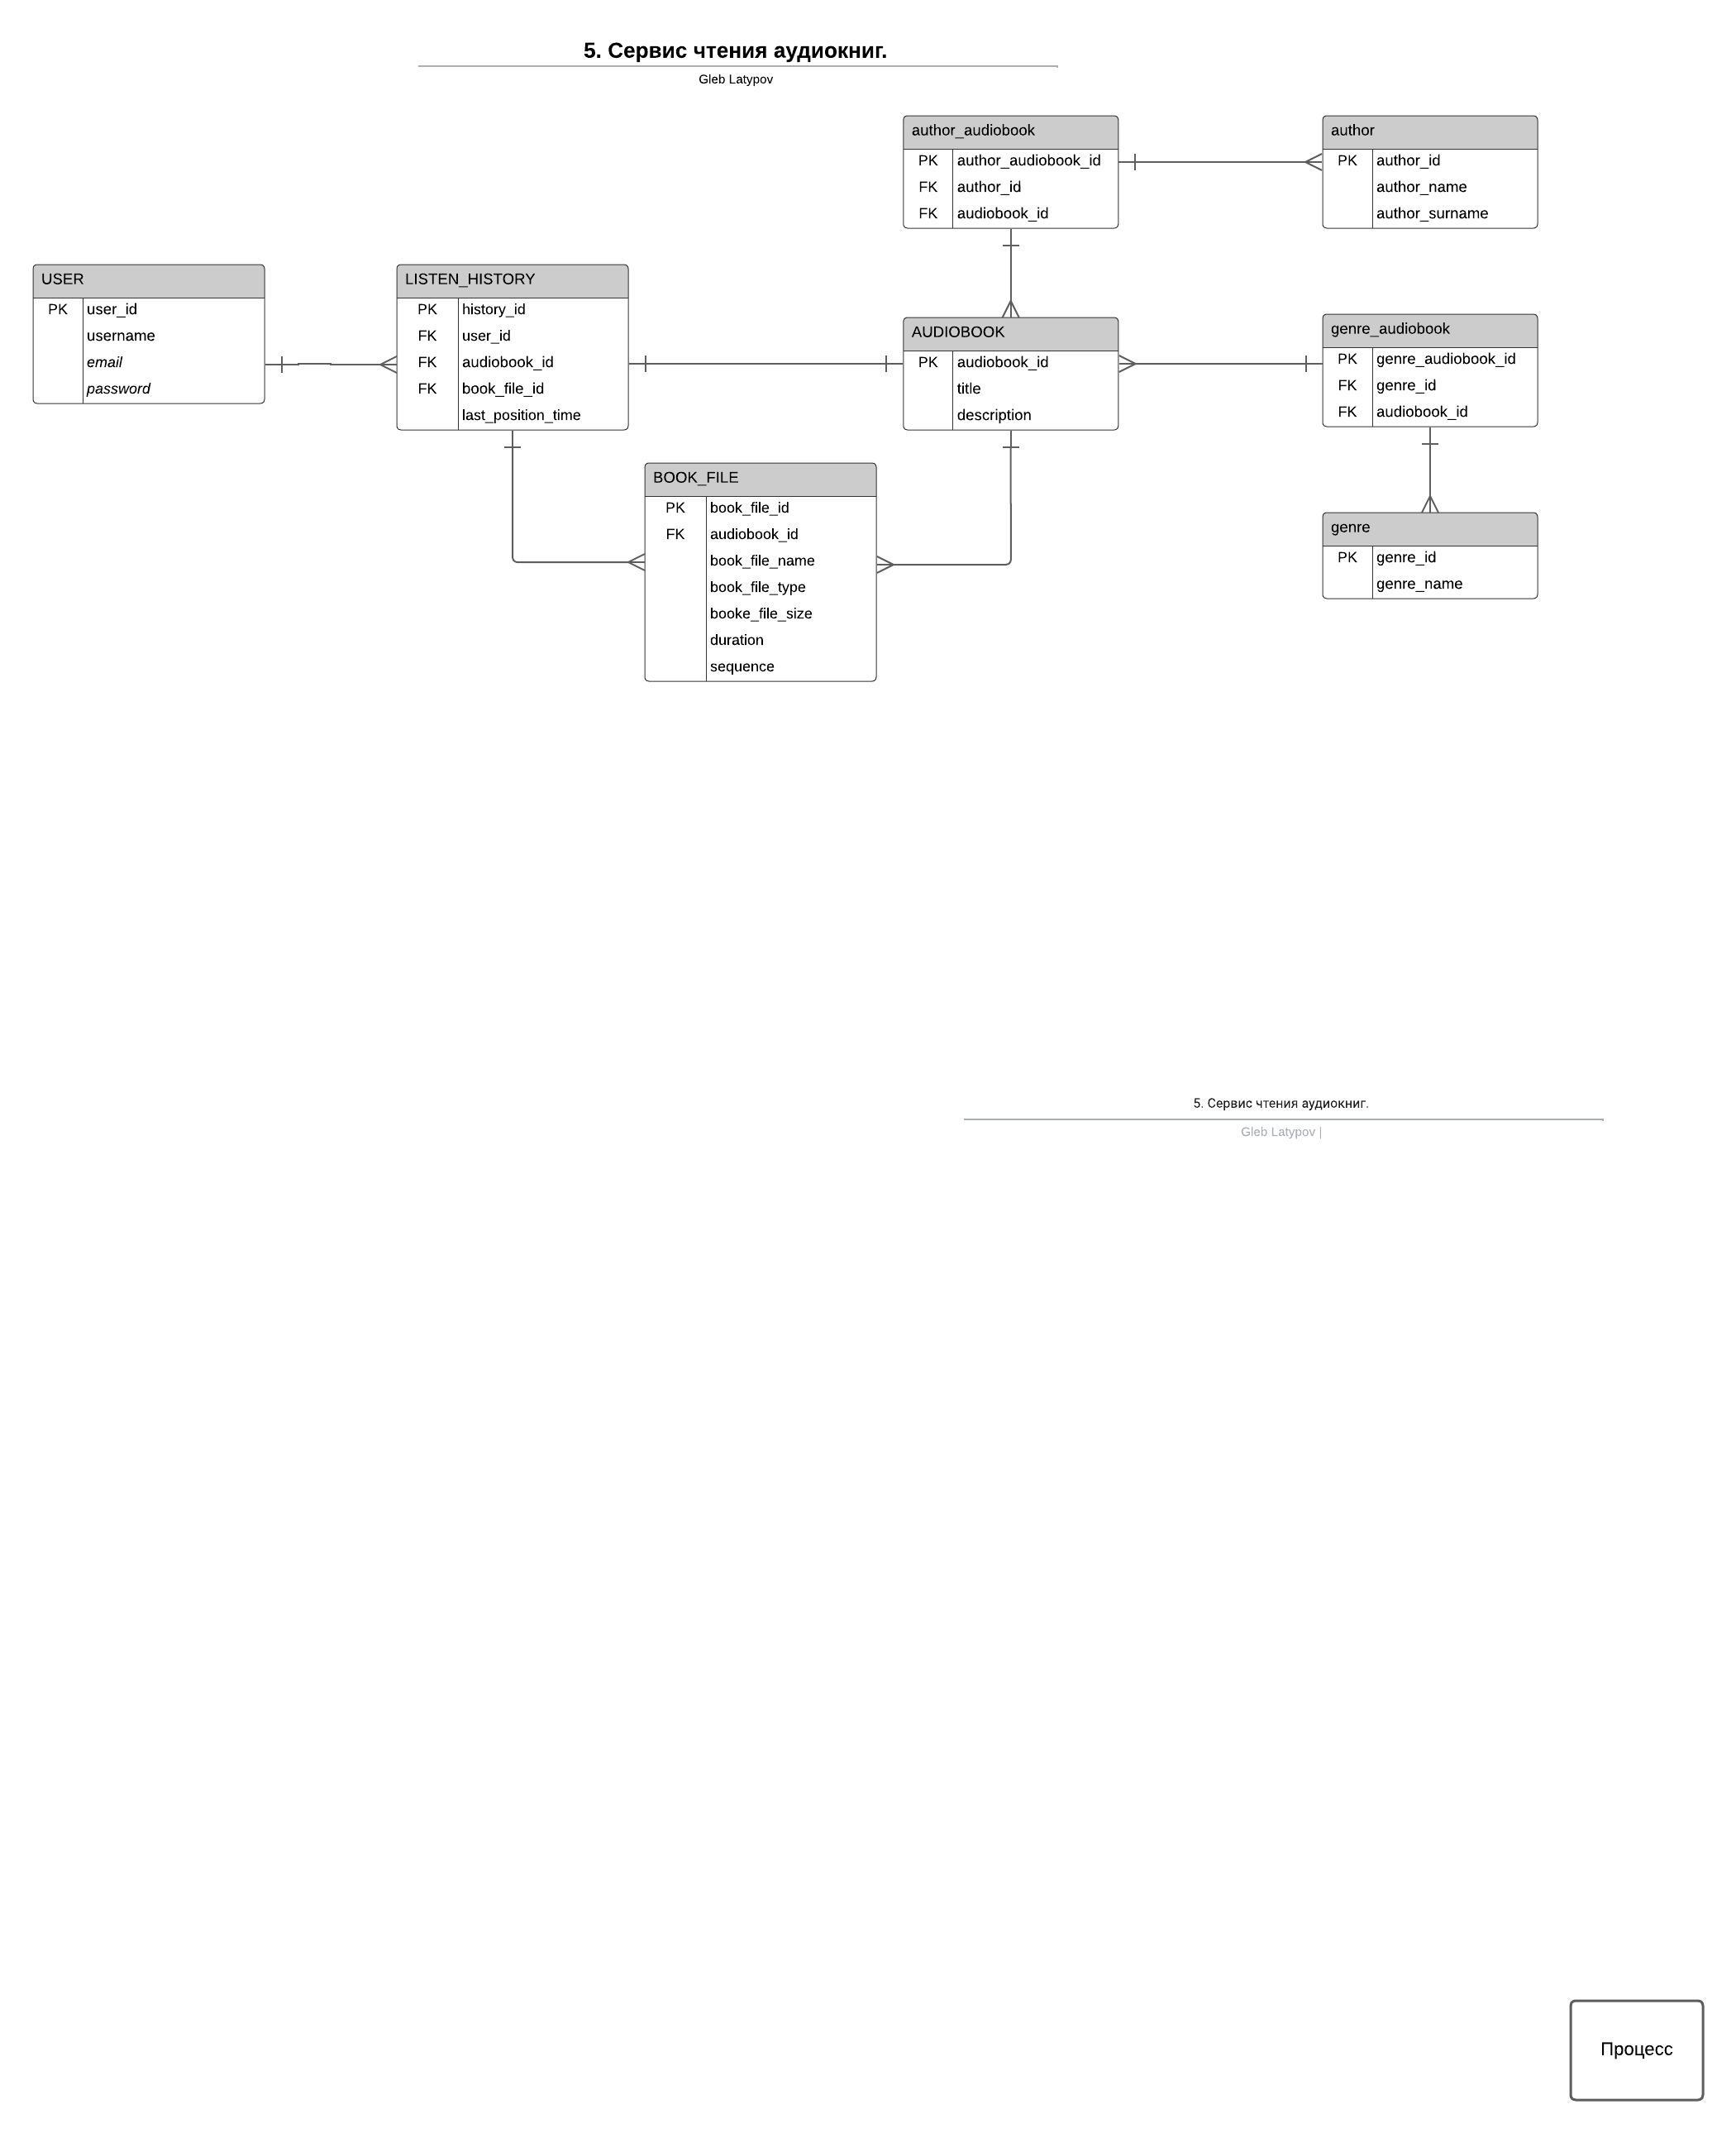 5. Сервис чтения аудиокниг.
Gleb Latypov
author_audiobook
PK author_audiobook_id
FK author_id
FK audiobook_id
author
PK author_id
author_name
author_surname
USER
PK user_id
username
email
password
LISTEN_HISTORY
PK history_id
FK user_id
FK audiobook_id
FK book_file_id
last_position_time
AUDIOBOOK
PK audiobook_id
title
description
genre_audiobook
PK genre_audiobook_id
FK genre_id
FK audiobook_id
BOOK_FILE
PK book_file_id
FK audiobook_id
book_file_name
book_file_type
booke_file_size
duration
sequence
genre
PK genre_id
genre_name
5. Сервис чтения аудиокниг.
Gleb Latypov |
Процесс